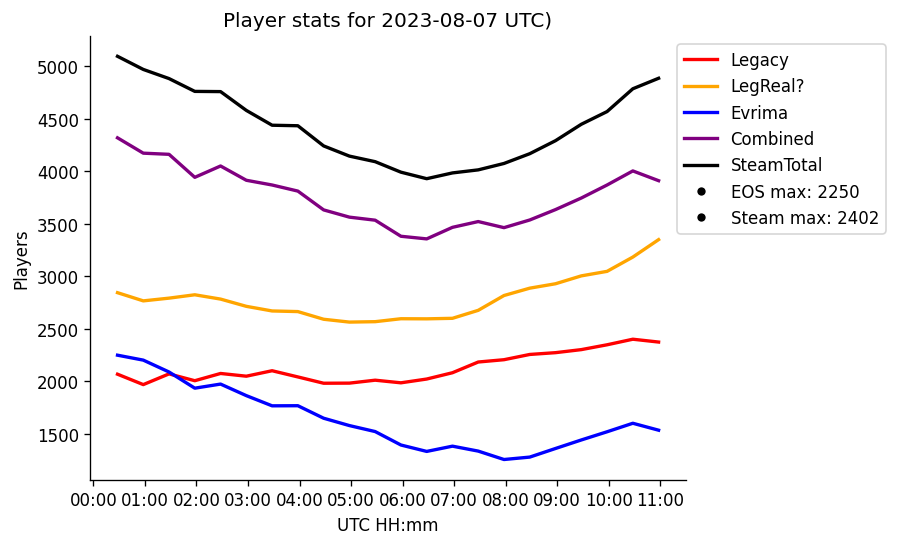 Player stats for 2023-08-07 UTC)
Players
5000
4500
4000
3500
3000
2500
2000
1500
00:00 01:00 02:00 03:00 04:00 05:00 06:00 07:00 08:00 09:00 10:00 11:00
UTC HH:mm
Legacy
LegReal?
Evrima
Combined
SteamTotal
EOS max: 2250
Steam max: 2402